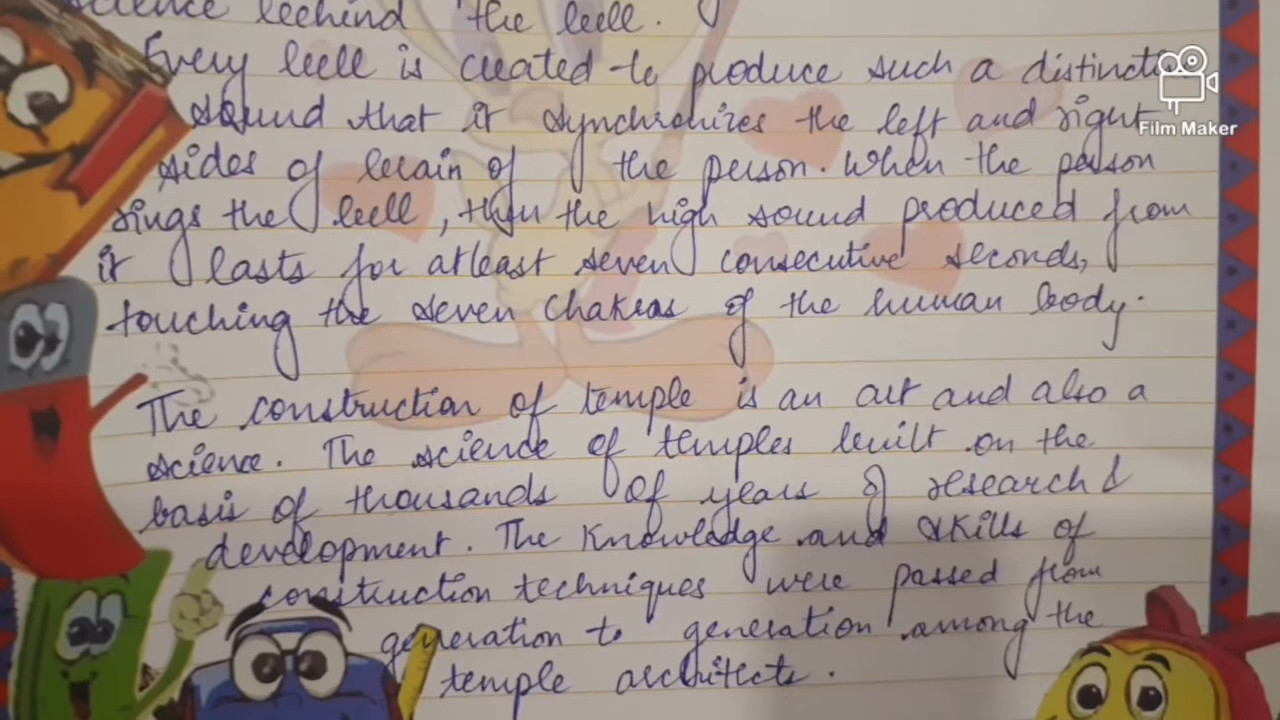 science behind the bell.
Every bell is created to produce such a distinct
sound that it synchronizes the left and right
sides of brain of the person. When the person
rings the bell, then the high sound produced from
it lasts for atleast seven consecutive seconds,
touching the seven chakras of the human body.
The construction of temple is an art and also a
science. The science of temples built on the
basis of thousands of years of research &
development. The Knowledge and skills of
construction techniques were passed from
generation to generation among the
temple architects.
Film Maker